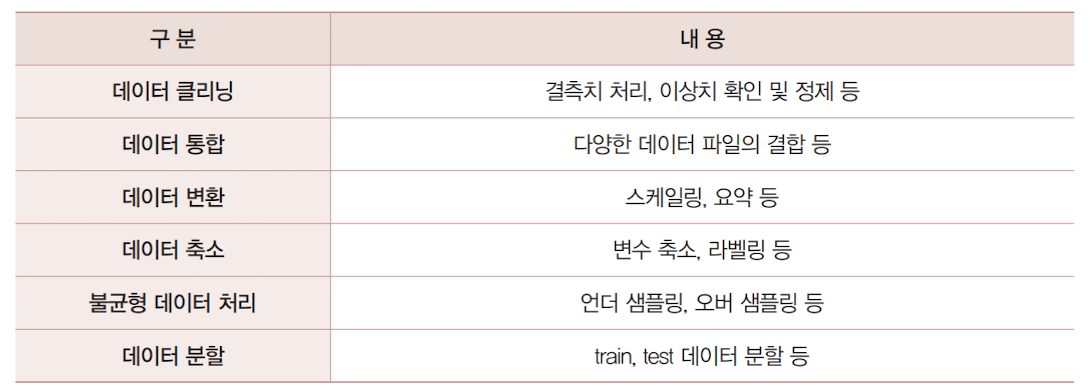 구 분 내 용
데이터 클리닝 결측치 처리, 이상치 확인 및 정제 등
데이터 통합 다양한 데이터 파일의 결합 등
데이터 변환 스케일링, 요약 등
데이터 축소 변수 축소, 라벨링 등
불균형 데이터 처리 언더 샘플링, 오버 샘플링 등
데이터 분할 train, test 데이터 분할 등